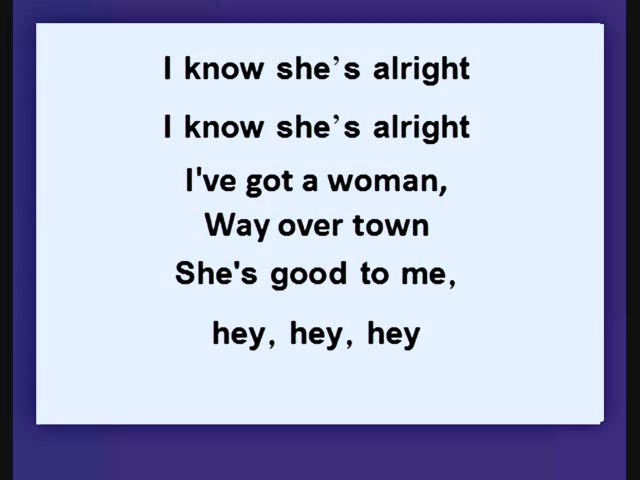 I know she’s alright
I know she’s alright
I've got a woman,
Way over town
She's good to me,
hey, hey, hey